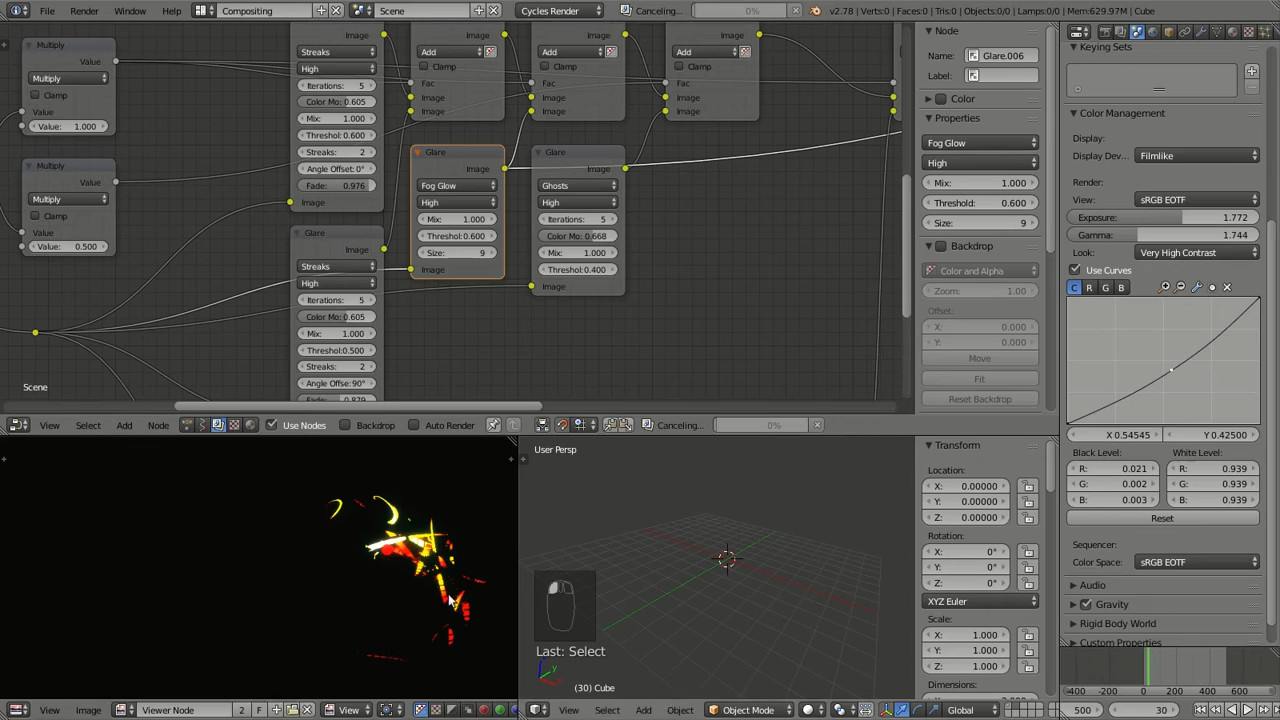 File Render Window Help Compositing Scene Cycles Render Canceling... 0% v2.78 | Verts:0 | Faces:0 | Tris:0 | Objects:0/0 | Lamps:0/0 | Mem:629.97M | Cube
Multiply
Value
Multiply
Clamp
Value
Value: 1.000
Multiply
Value
Multiply
Clamp
Value
Value: 0.500
Scene
Image
Streaks
High
Iterations: 5
Color Mo: 0.605
Mix: 1.000
Threshol: 0.600
Streaks: 2
Angle Offset: 0°
Fade: 0.976
Image
Glare
Image
Streaks
High
Iterations: 5
Color Mo: 0.605
Mix: 1.000
Threshol:0.500
Streaks: 2
Angle Offse: 90°
Fade: 0.879
Image
Add
Clamp
Fac
Image
Image
Glare
Image
Fog Glow
High
Mix: 1.000
Threshol:0.600
Size: 9
Image
Image
Add
Clamp
Fac
Image
Image
Glare
Image
Ghosts
High
Iterations: 5
Color Mo: 0.668
Mix: 1.000
Threshol:0.400
Image
Image
Add
Clamp
Fac
Image
Image
Node
Name: Glare.006
Label:
Color
Properties
Fog Glow
High
Mix: 1.000
Threshold: 0.600
Size: 9
Backdrop
Color and Alpha
Zoom: 1.00
Offset:
X: 0.000
Y: 0.000
Move
Fit
Reset Backdrop
Keying Sets
Color Management
Display:
Display Dev... Filmlike
Render:
View: sRGB EOTF
Exposure: 1.772
Gamma: 1.744
Look: Very High Contrast
Use Curves
C R G B
X 0.54545 Y 0.42500
Black Level: White Level:
R: 0.021 R: 0.939
G: 0.002 G: 0.939
B: 0.003 B: 0.939
Reset
Sequencer:
Color Space: sRGB EOTF
Audio
Gravity
Rigid Body World
Custom Properties
View Select Add Node Use Nodes Backdrop Auto Render Canceling... 0%
User Persp
Last: Select
y
(30) Cube
Transform
Location:
X: 0.00000
Y: 0.00000
Z: 0.00000
Rotation:
X: 0°
Y: 0°
Z: 0°
XYZ Euler
Scale:
X: 1.000
Y: 1.000
Z: 1.000
Dimensions:
-400 -200 0 200 400
View Image Viewer Node 2 F View
View Select Add Object Object Mode Global
500 30